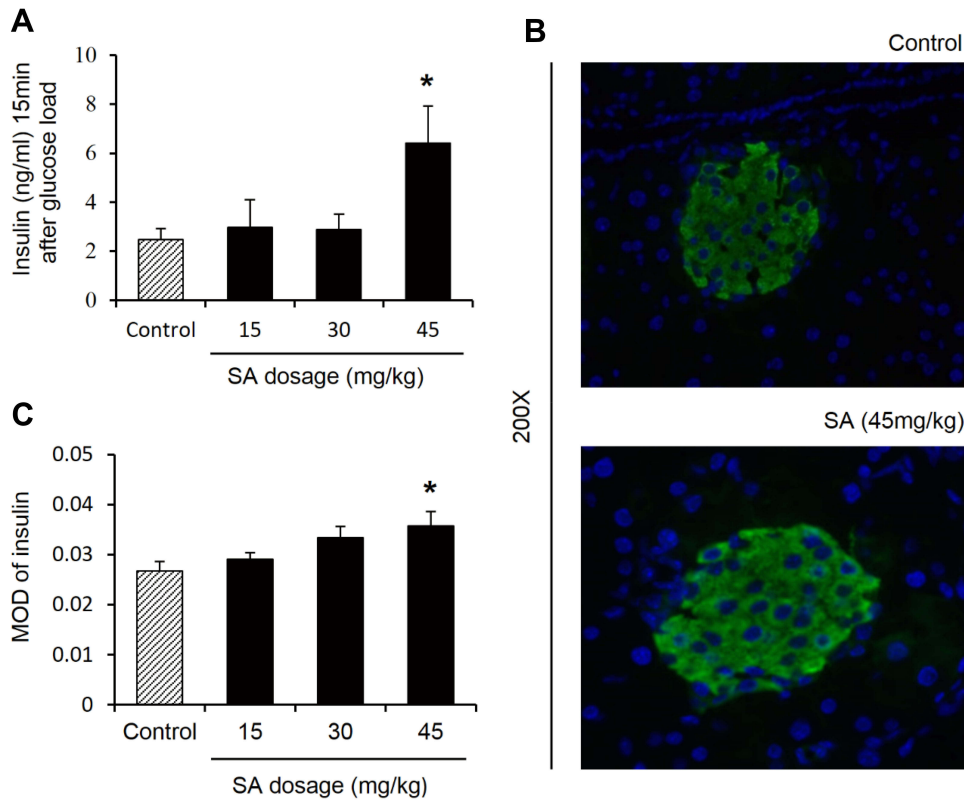 A
10
8
6
4
2
0
Insulin (ng/ml) 15min
after glucose load
*
Control 15 30 45
SA dosage (mg/kg)
B
Control
200X
SA (45mg/kg)
C
0.05
0.04
0.03
0.02
0.01
0
MOD of insulin
*
Control 15 30 45
SA dosage (mg/kg)